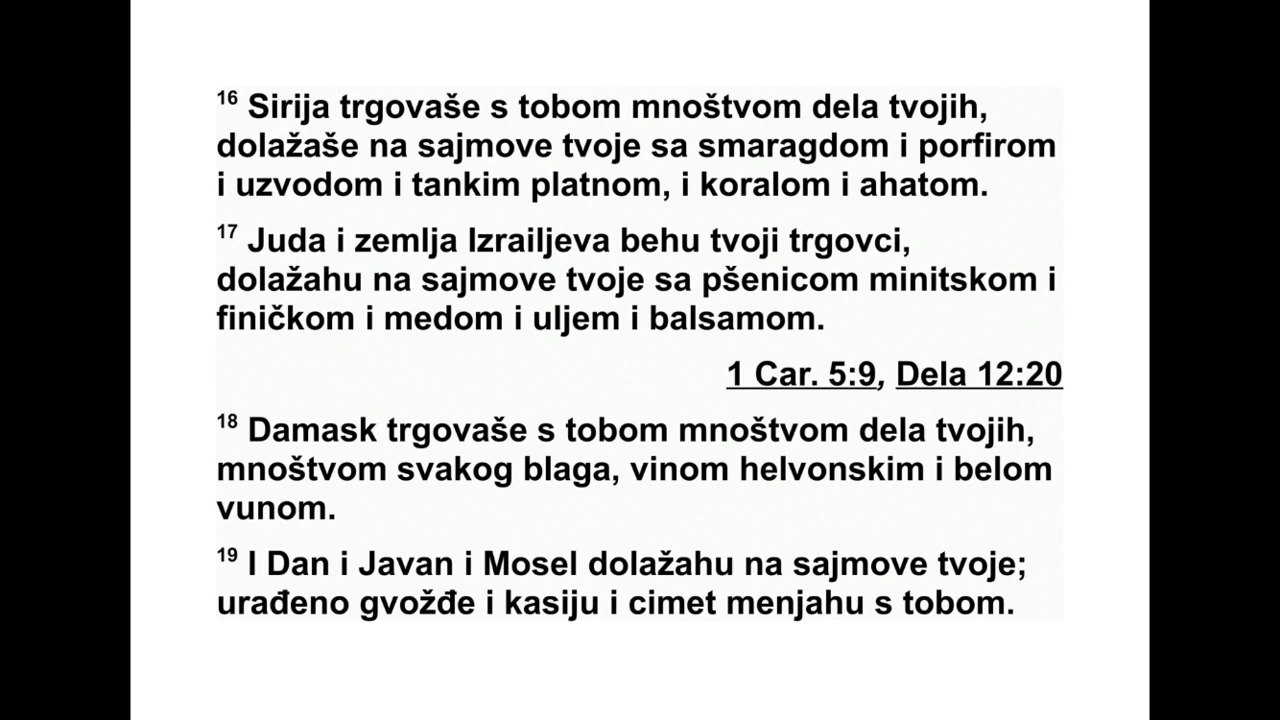 16 Sirija trgovaše s tobom mnoštvom dela tvojih,
dolažaše na sajmove tvoje sa smaragdom i porfirom
i uzvodom i tankim platnom, i koralom i ahatom.
17 Juda i zemlja Izrailjeva behu tvoji trgovci,
dolažahu na sajmove tvoje sa pšenicom minitskom i
finičkom i medom i uljem i balsamom.
1 Car. 5:9, Dela 12:20
18 Damask trgovaše s tobom mnoštvom dela tvojih,
mnoštvom svakog blaga, vinom helvonskim i belom
vunom.
19 I Dan i Javan i Mosel dolažahu na sajmove tvoje;
urađeno gvožđe i kasiju i cimet menjahu s tobom.